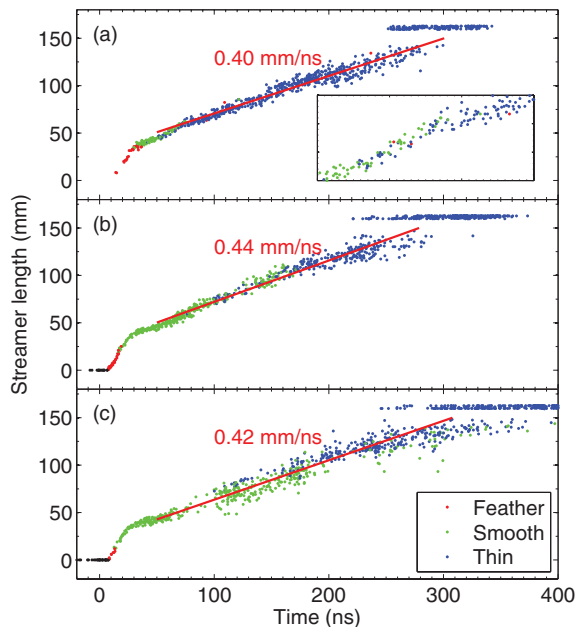 (a)
0.40 mm/ns
150
100
50
0
(b)
0.44 mm/ns
150
100
50
0
Streamer length (mm)
(c)
0.42 mm/ns
150
100
50
0
Feather
Smooth
Thin
0 100 200 300 400
Time (ns)